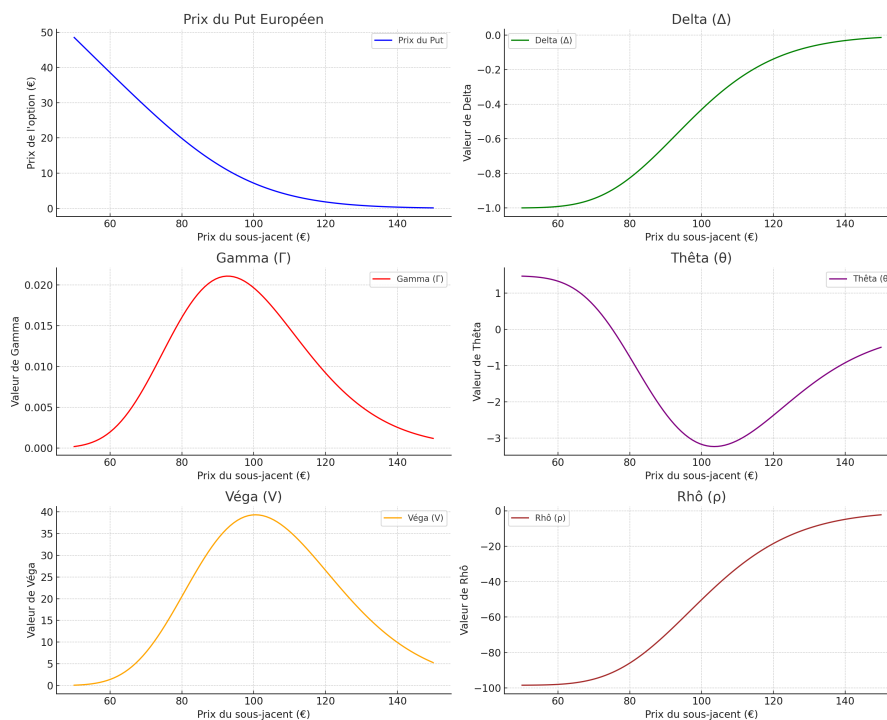 Prix du Put Européen
Prix de l'option (€)
50
40
30
20
10
0
Prix du Put
60
80
100
120
140
Prix du sous-jacent (€)
Delta (Δ)
Valeur de Delta
0.0
−0.2
−0.4
−0.6
−0.8
−1.0
Delta (Δ)
60
80
100
120
140
Prix du sous-jacent (€)
Gamma (Γ)
Valeur de Gamma
0.020
0.015
0.010
0.005
0.000
Gamma (Γ)
60
80
100
120
140
Prix du sous-jacent (€)
Thêta (θ)
Valeur de Thêta
1
0
−1
−2
−3
Thêta (θ
60
80
100
120
140
Prix du sous-jacent (€)
Véga (V)
Valeur de Véga
40
35
30
25
20
15
10
5
0
Véga (V)
60
80
100
120
140
Prix du sous-jacent (€)
Rhô (ρ)
Valeur de Rhô
0
−20
−40
−60
−80
−100
Rhô (ρ)
60
80
100
120
140
Prix du sous-jacent (€)